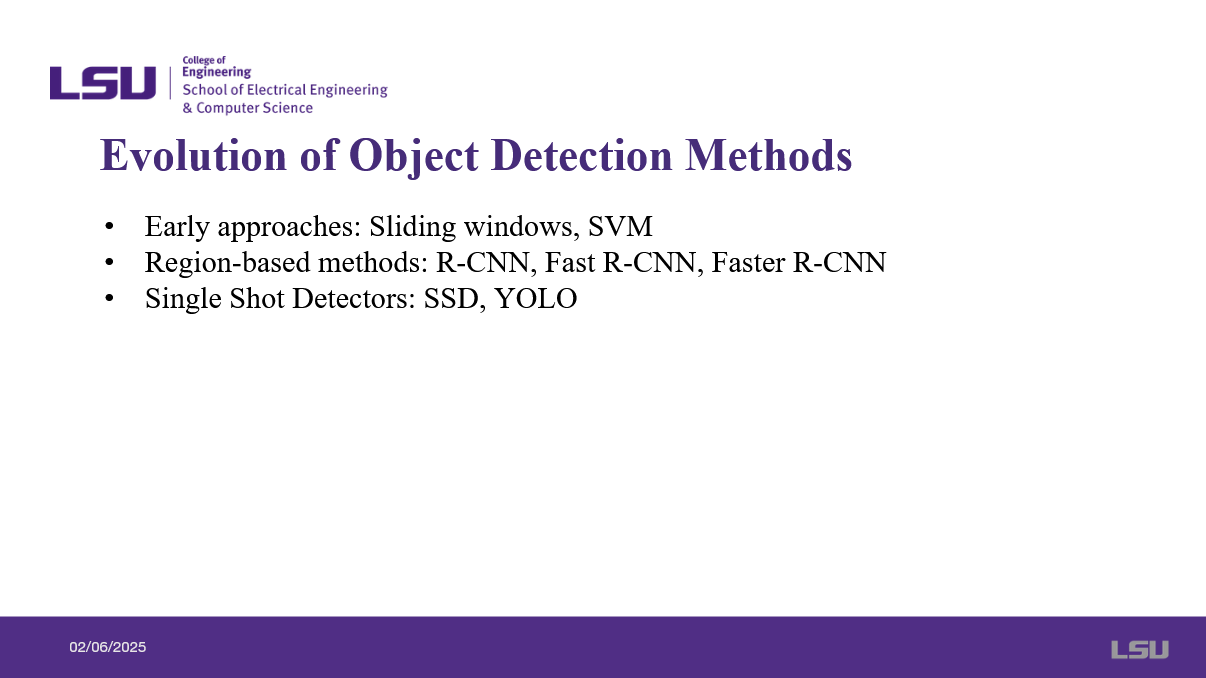 LSU
College of
Engineering
School of Electrical Engineering
& Computer Science
Evolution of Object Detection Methods
• Early approaches: Sliding windows, SVM
• Region-based methods: R-CNN, Fast R-CNN, Faster R-CNN
• Single Shot Detectors: SSD, YOLO
02/06/2025
LSU